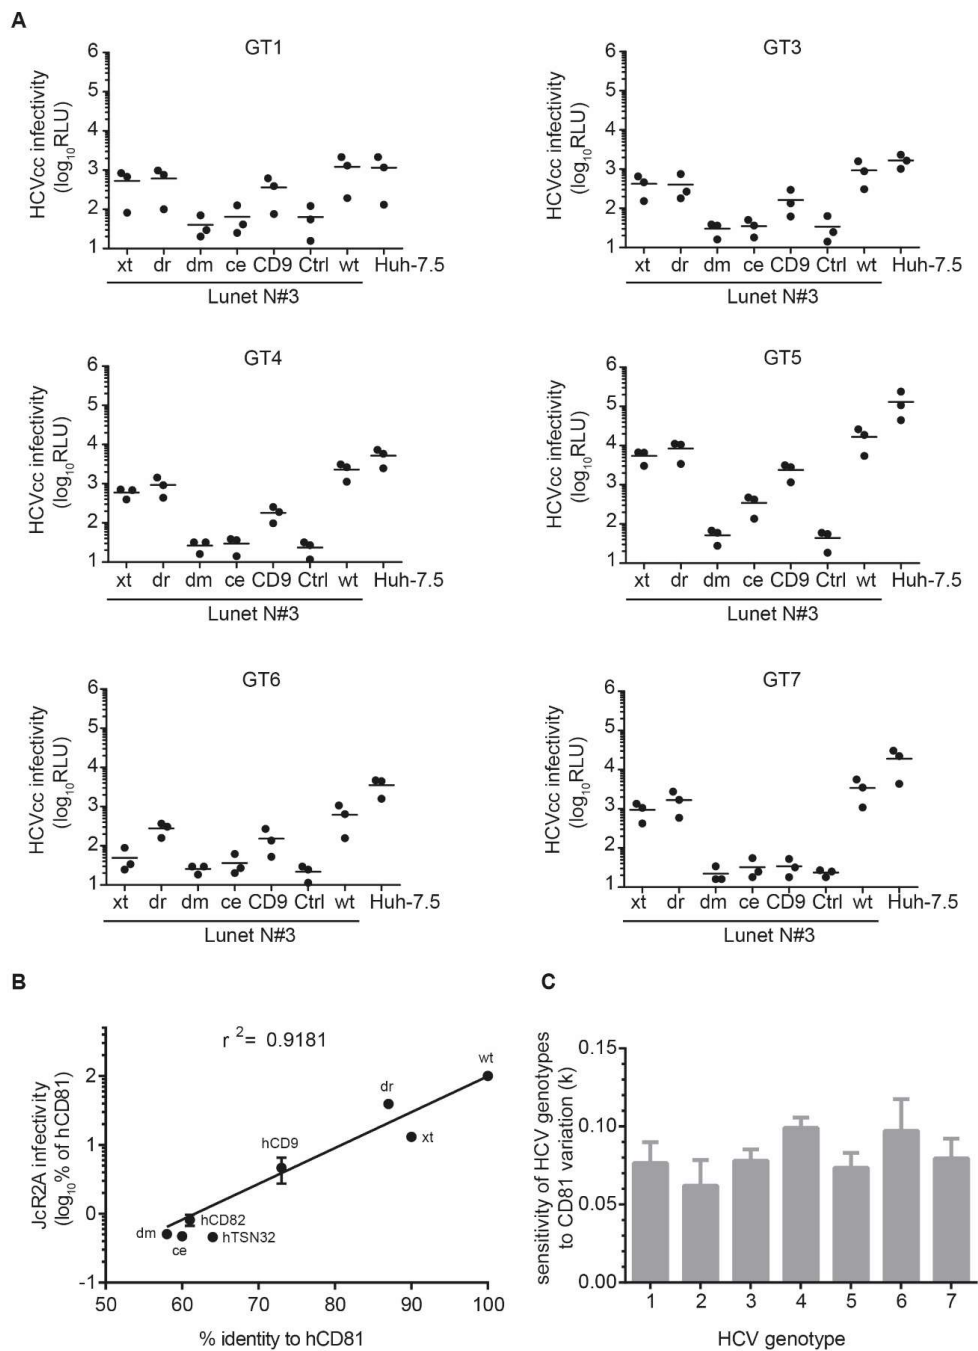 A
GT1
HCVcc infectivity
(log10RLU)
6
5
4
3
2
1
xt dr dm ce CD9 Ctrl wt Huh-7.5
Lunet N#3
GT3
HCVcc infectivity
(log10RLU)
6
5
4
3
2
1
xt dr dm ce CD9 Ctrl wt Huh-7.5
Lunet N#3
GT4
HCVcc infectivity
(log10RLU)
6
5
4
3
2
1
xt dr dm ce CD9 Ctrl wt Huh-7.5
Lunet N#3
GT5
HCVcc infectivity
(log10RLU)
6
5
4
3
2
1
xt dr dm ce CD9 Ctrl wt Huh-7.5
Lunet N#3
GT6
HCVcc infectivity
(log10RLU)
6
5
4
3
2
1
xt dr dm ce CD9 Ctrl wt Huh-7.5
Lunet N#3
GT7
HCVcc infectivity
(log10RLU)
6
5
4
3
2
1
xt dr dm ce CD9 Ctrl wt Huh-7.5
Lunet N#3
B
r 2= 0.9181
JcR2A infectivity
(log10% of hCD81)
2
1
0
-1
wt
dr
xt
hCD9
hCD82
dm
ce
hTSN32
50 60 70 80 90 100
% identity to hCD81
C
sensitivity of HCV genotypes
to CD81 variation (k)
0.15
0.10
0.05
0.00
1 2 3 4 5 6 7
HCV genotype